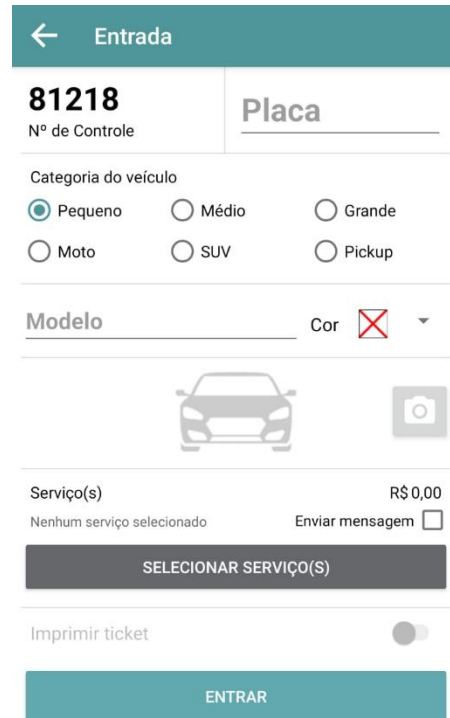 Entrada
81218
Nº de Controle
Placa
Categoria do veículo
Pequeno Médio Grande
Moto SUV Pickup
Modelo Cor
Serviço(s) R$ 0,00
Nenhum serviço selecionado Enviar mensagem
SELECIONAR SERVIÇO(S)
Imprimir ticket
ENTRAR